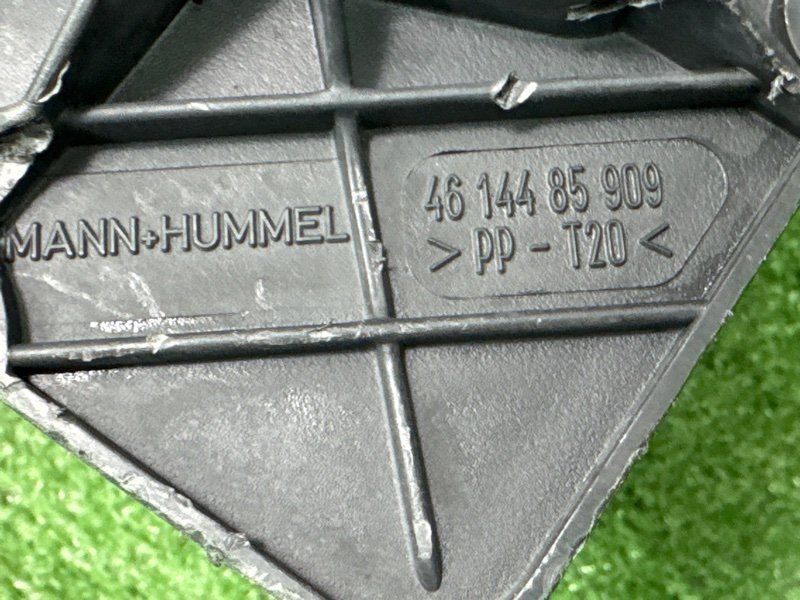 MANN+HUMMEL
46 144 85 909
> PP - T20 <